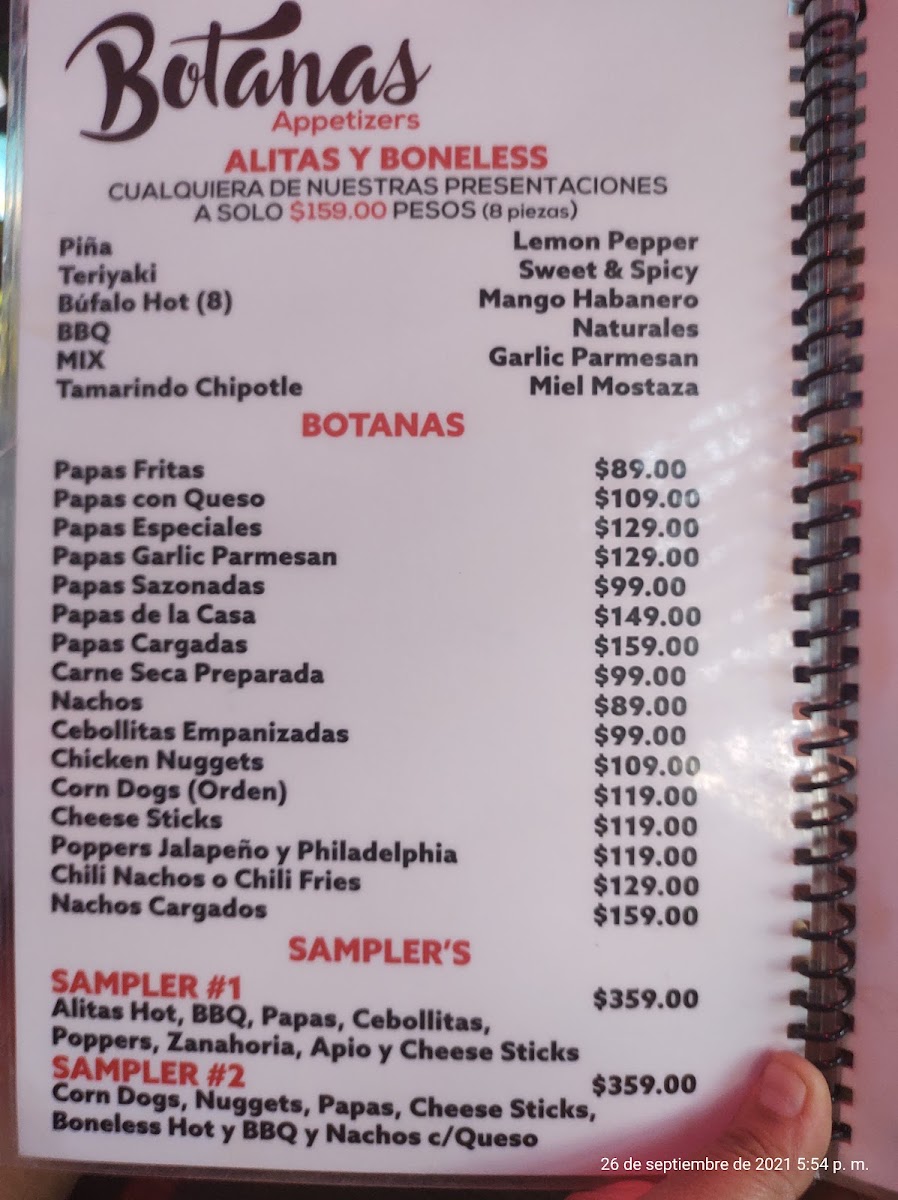 Botanas
Appetizers
ALITAS Y BONELESS
CUALQUIERA DE NUESTRAS PRESENTACIONES
A SOLO $159.00 PESOS (8 piezas)
Piña Lemon Pepper
Teriyaki Sweet & Spicy
Búfalo Hot (8) Mango Habanero
BBQ Naturales
MIX Garlic Parmesan
Tamarindo Chipotle Miel Mostaza
BOTANAS
Papas Fritas $89.00
Papas con Queso $109.00
Papas Especiales $129.00
Papas Garlic Parmesan $129.00
Papas Sazonadas $99.00
Papas de la Casa $149.00
Papas Cargadas $159.00
Carne Seca Preparada $99.00
Nachos $89.00
Cebollitas Empanizadas $99.00
Chicken Nuggets $109.00
Corn Dogs (Orden) $119.00
Cheese Sticks $119.00
Poppers Jalapeño y Philadelphia $119.00
Chili Nachos o Chili Fries $129.00
Nachos Cargados $159.00
SAMPLER'S
SAMPLER #1 $359.00
Alitas Hot, BBQ, Papas, Cebollitas,
Poppers, Zanahoria, Apio y Cheese Sticks
SAMPLER #2 $359.00
Corn Dogs, Nuggets, Papas, Cheese Sticks,
Boneless Hot y BBQ y Nachos c/Queso
26 de septiembre de 2021 5:54 p. m.